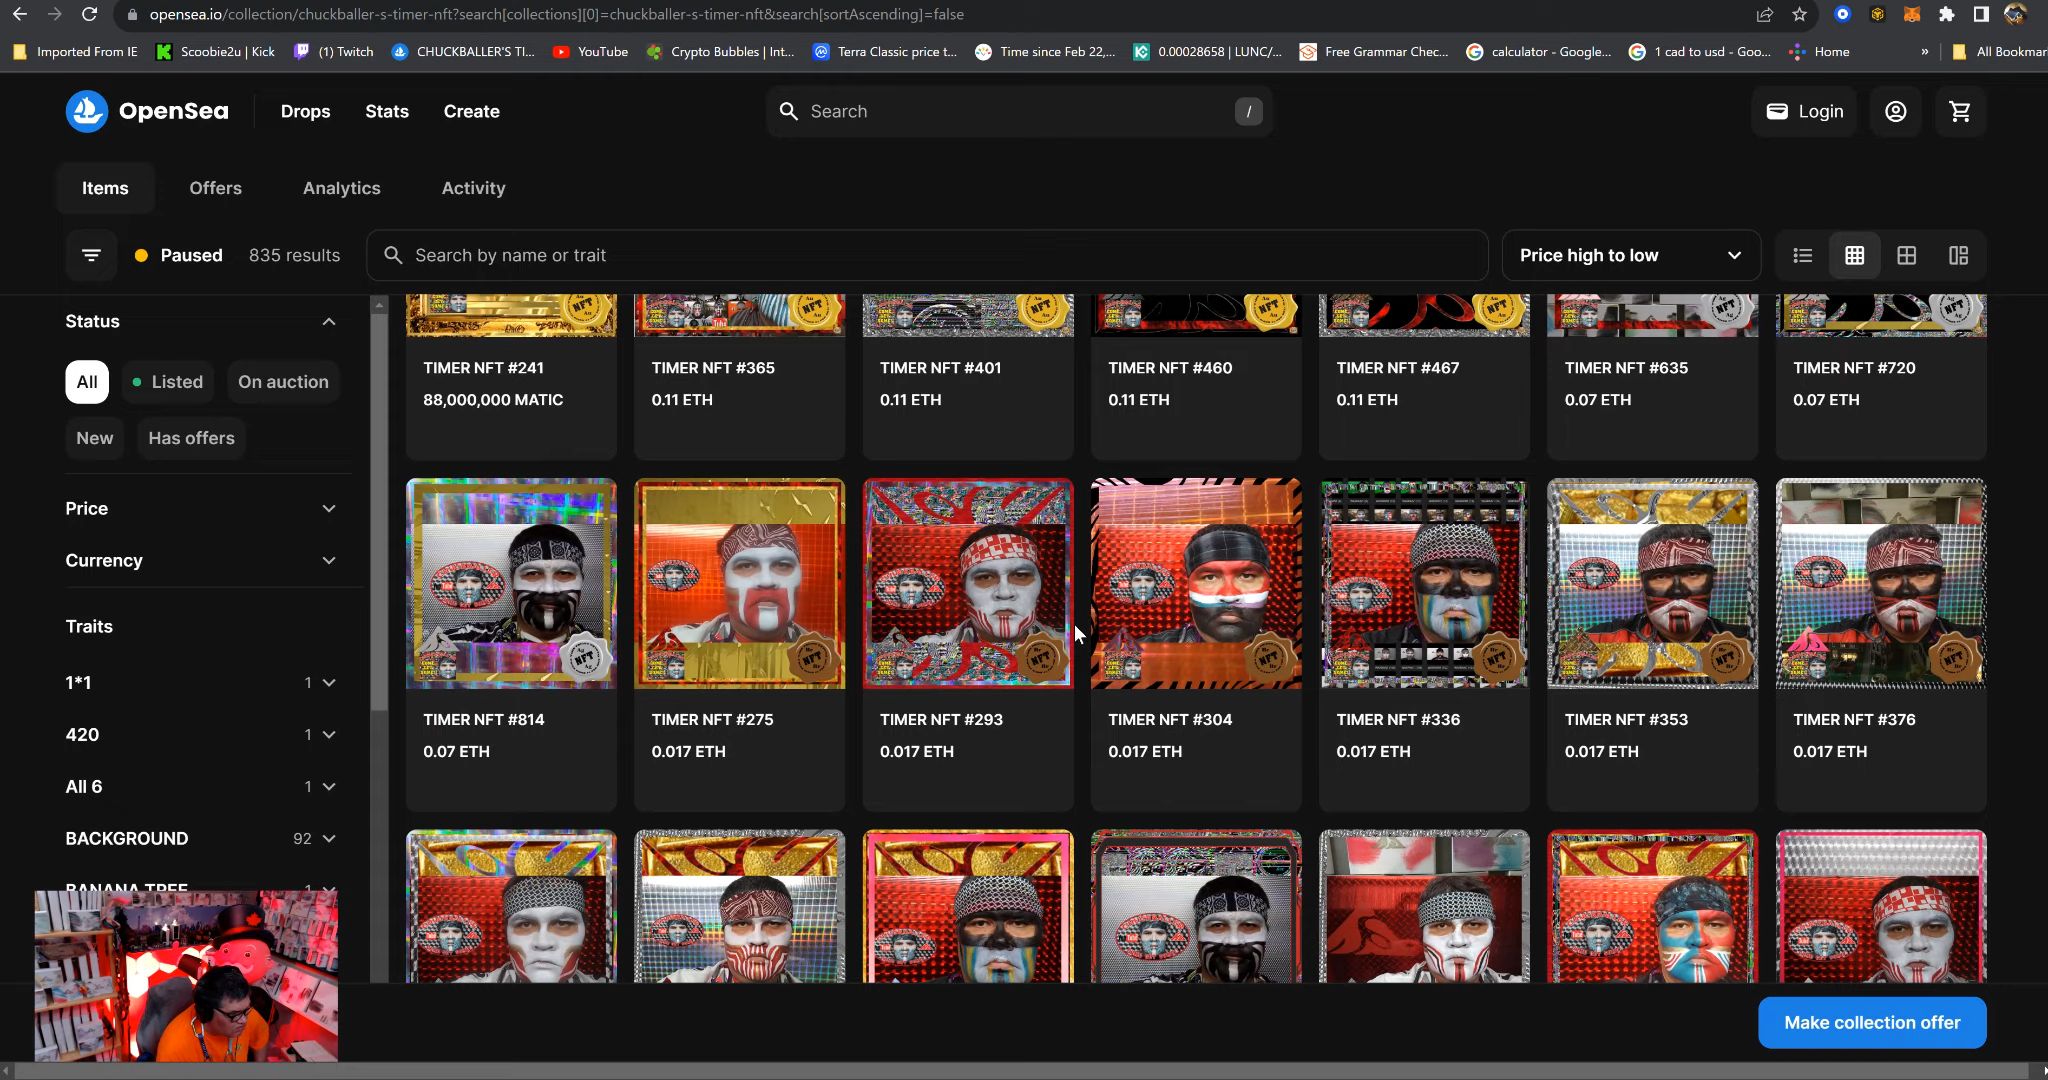 opensea.io/collection/chuckballer-s-timer-nft?search[collections][0]=chuckballer-s-timer-nft&search[sortAscending]=false
Imported From IE
Scoobie2u | Kick
(1) Twitch
CHUCKBALLER'S TI...
YouTube
Crypto Bubbles | Int...
Terra Classic price t...
Time since Feb 22,...
0.00028658 | LUNC/...
Free Grammar Chec...
calculator - Google...
1 cad to usd - Goo...
Home
»
All Bookmar
OpenSea
Drops
Stats
Create
Search
/
Login
Items
Offers
Analytics
Activity
Paused
835 results
Search by name or trait
Price high to low
Status
All
Listed
On auction
New
Has offers
Price
Currency
Traits
1*1 1
420 1
All 6 1
BACKGROUND 92
BANANA TREE 1
TIMER NFT #241
88,000,000 MATIC
TIMER NFT #365
0.11 ETH
TIMER NFT #401
0.11 ETH
TIMER NFT #460
0.11 ETH
TIMER NFT #467
0.11 ETH
TIMER NFT #635
0.07 ETH
TIMER NFT #720
0.07 ETH
TIMER NFT #814
0.07 ETH
TIMER NFT #275
0.017 ETH
TIMER NFT #293
0.017 ETH
TIMER NFT #304
0.017 ETH
TIMER NFT #336
0.017 ETH
TIMER NFT #353
0.017 ETH
TIMER NFT #376
0.017 ETH
Make collection offer